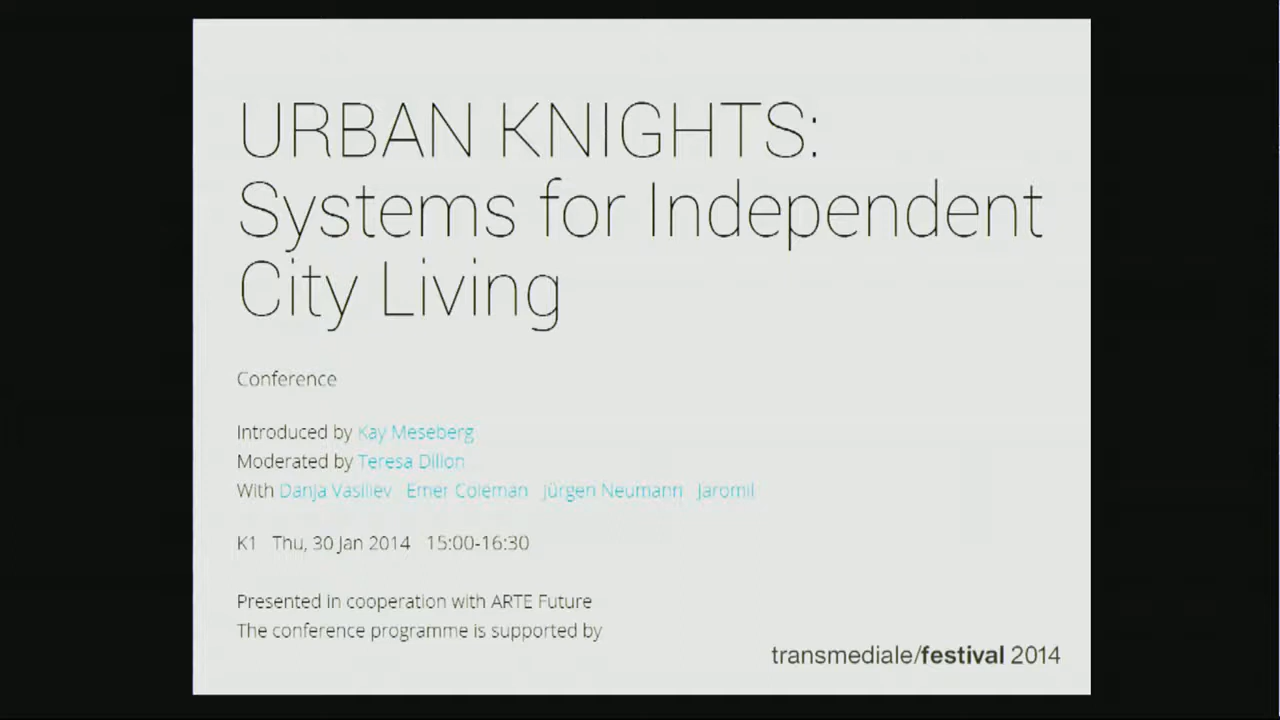 URBAN KNIGHTS:
Systems for Independent
City Living
Conference
Introduced by Kay Meseberg
Moderated by Teresa Dillon
With Danja Vasiliev Emer Coleman Jürgen Neumann Jaromil
K1 Thu, 30 Jan 2014 15:00-16:30
Presented in cooperation with ARTE Future
The conference programme is supported by
transmediale/festival 2014